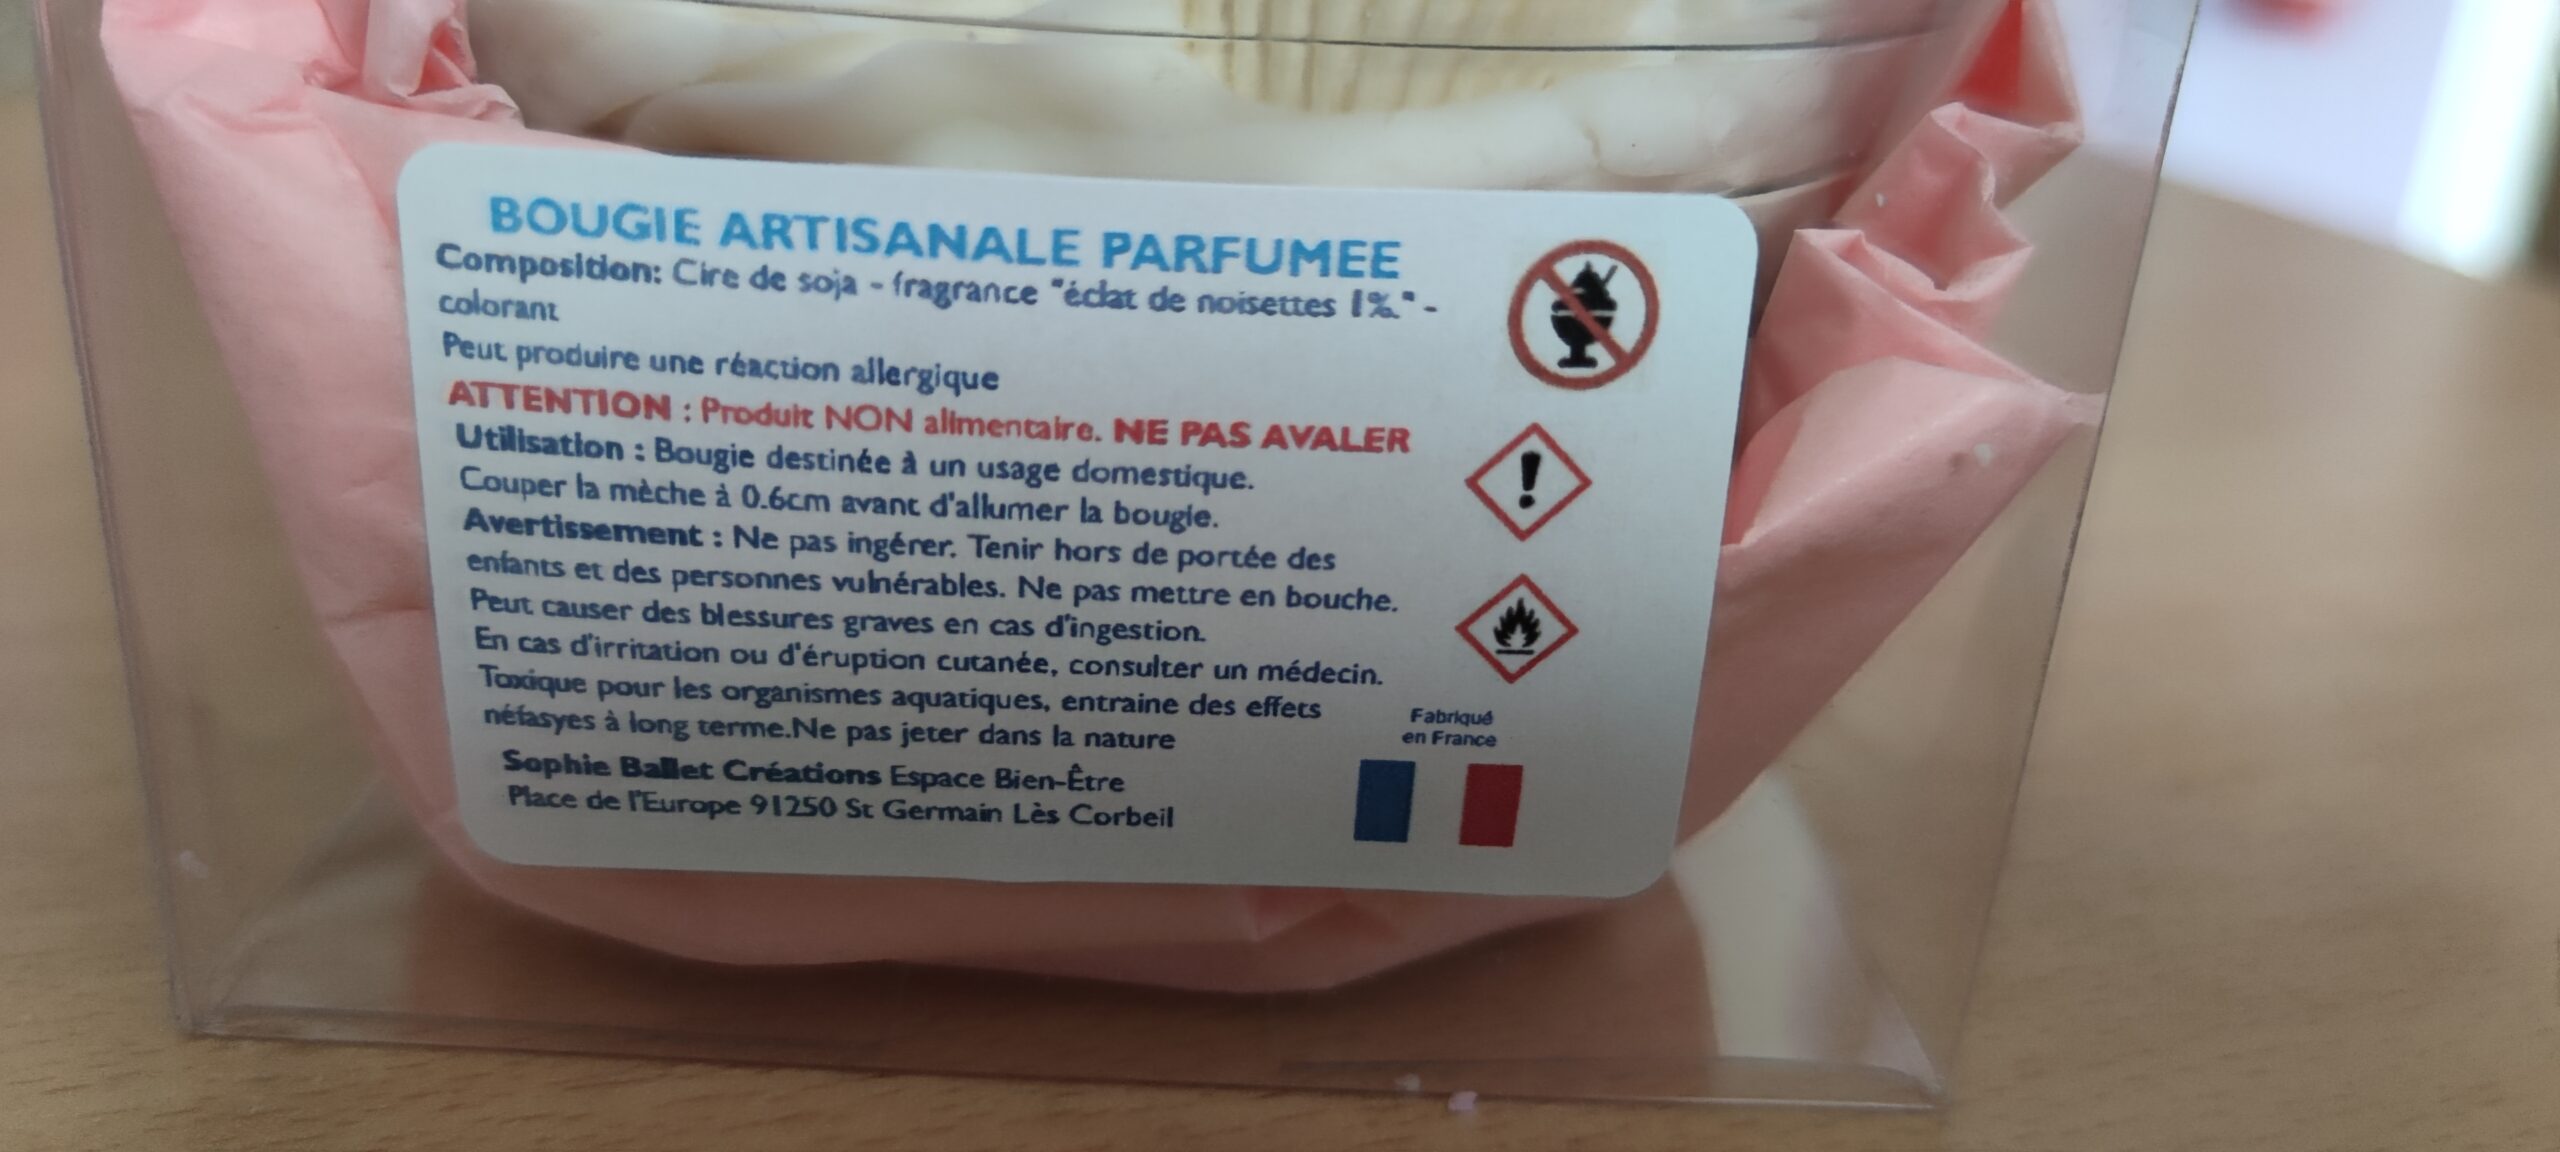 BOUGIE ARTISANALE PARFUMEE
Composition: Cire de soja - fragrance "éclat de noisettes 1%" -
colorant
Peut produire une réaction allergique
ATTENTION : Produit NON alimentaire. NE PAS AVALER
Utilisation : Bougie destinée à un usage domestique.
Couper la mèche à 0.6cm avant d'allumer la bougie.
Avertissement : Ne pas ingérer. Tenir hors de portée des
enfants et des personnes vulnérables. Ne pas mettre en bouche.
Peut causer des blessures graves en cas d'ingestion.
En cas d'irritation ou d'éruption cutanée, consulter un médecin.
Toxique pour les organismes aquatiques, entraine des effets
néfasyes à long terme.Ne pas jeter dans la nature
Sophie Ballet Créations Espace Bien-Être
Place de l'Europe 91250 St Germain Lès Corbeil
Fabriqué
en France